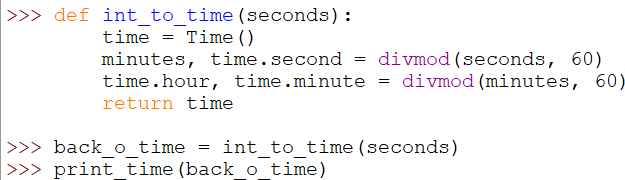 >>> def int_to_time(seconds):
        time = Time()
        minutes, time.second = divmod(seconds, 60)
        time.hour, time.minute = divmod(minutes, 60)
        return time
>>> back_o_time = int_to_time(seconds)
>>> print_time(back_o_time)